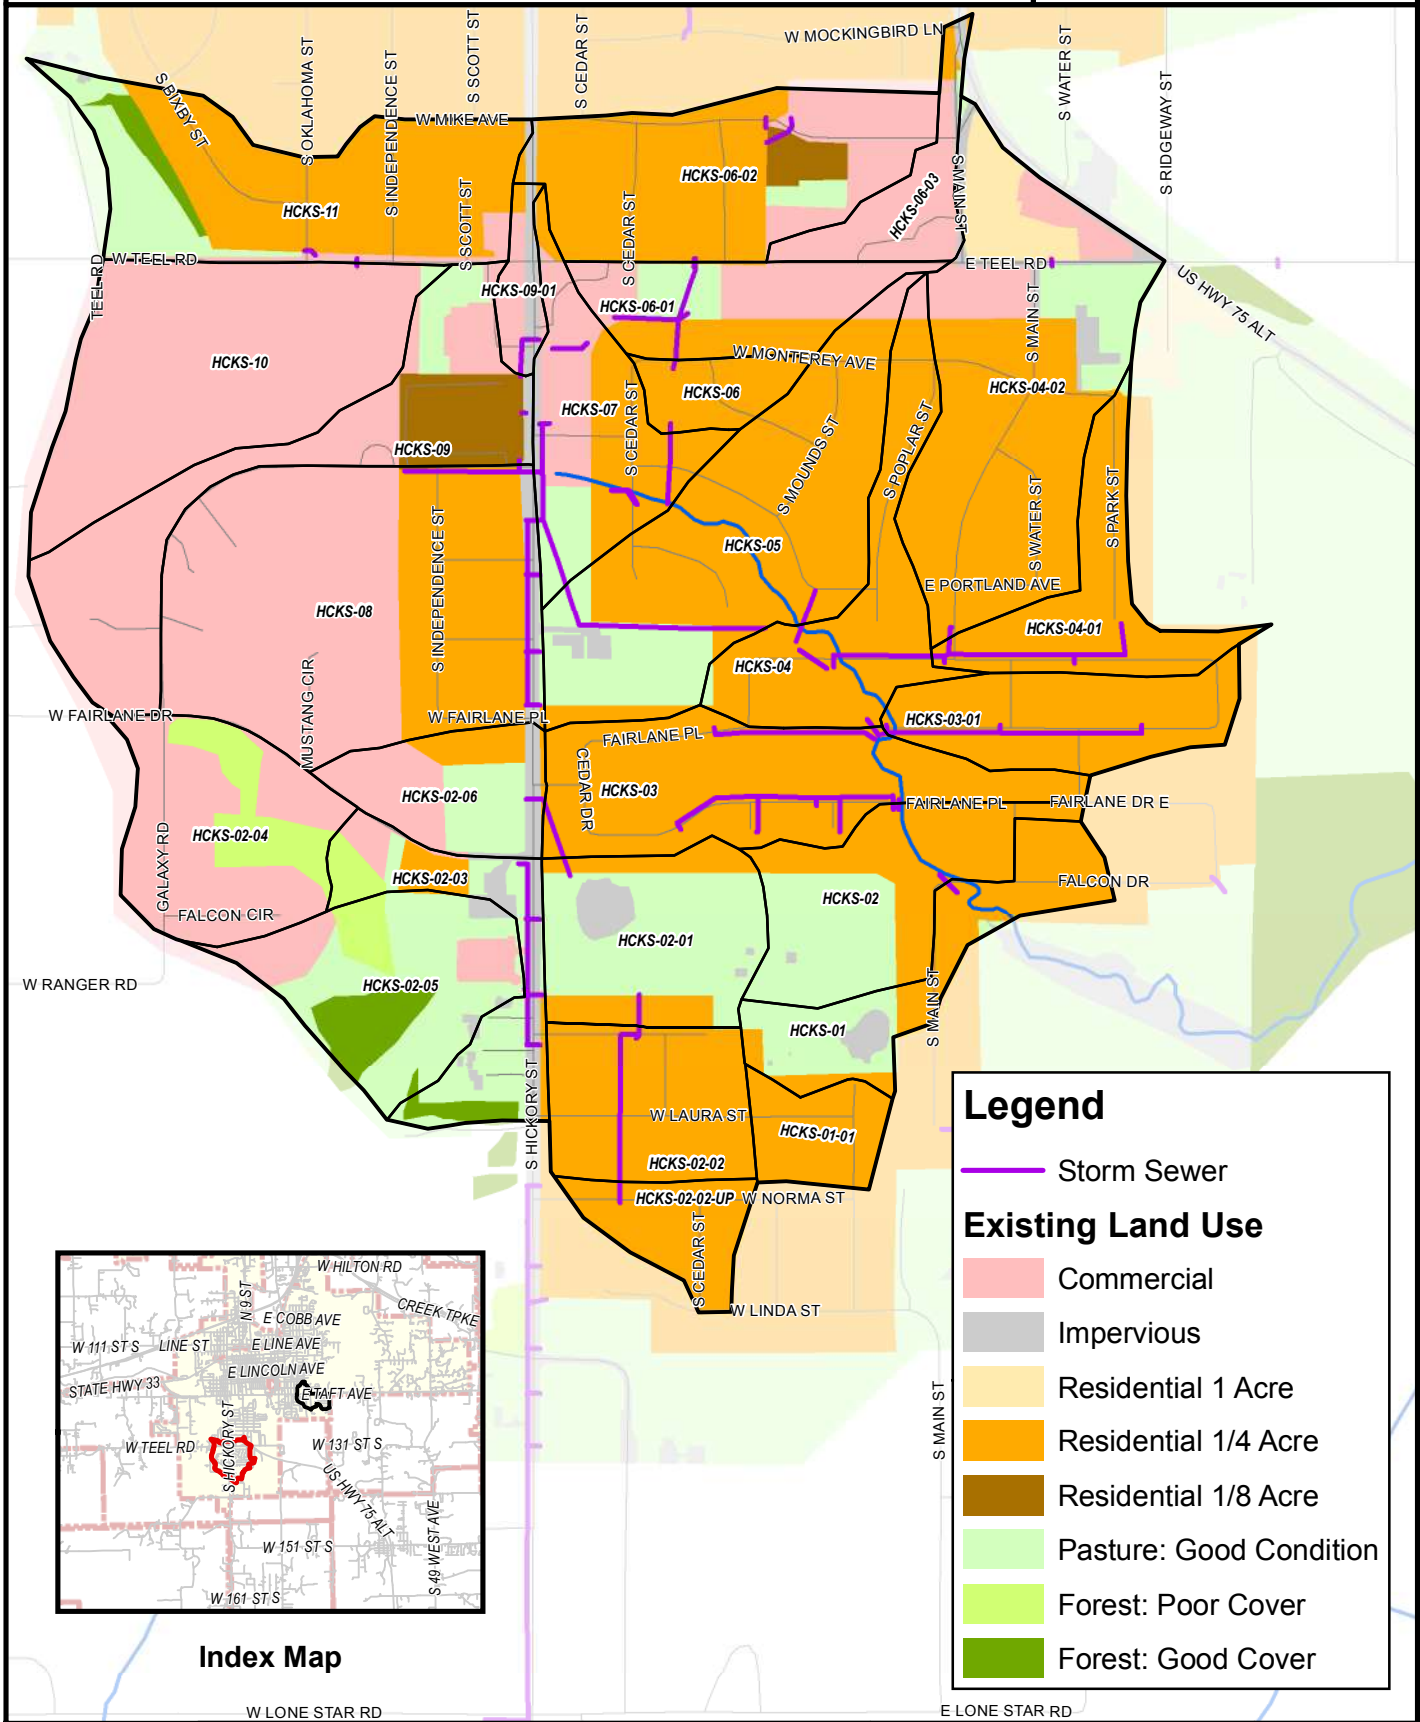 W MOCKINGBIRD LN
S BIXBY ST
S OKLAHOMA ST
S INDEPENDENCE ST
S SCOTT ST
S CEDAR ST
S WATER ST
S RIDGEWAY ST
W MIKE AVE
HCKS-06-02
HCKS-06-03
S MAIN ST
HCKS-11
S SCOTT ST
S CEDAR ST
TEEL RD
W TEEL RD
E TEEL RD
US HWY 75 ALT
HCKS-09-01
HCKS-06-01
S MAIN ST
HCKS-10
W MONTEREY AVE
HCKS-04-02
HCKS-06
HCKS-07
S CEDAR ST
S MOUNDS ST
S POPLAR ST
HCKS-09
S WATER ST
S PARK ST
S INDEPENDENCE ST
HCKS-05
E PORTLAND AVE
HCKS-08
HCKS-04-01
HCKS-04
MUSTANG CIR
W FAIRLANE DR
W FAIRLANE PL
FAIRLANE PL
HCKS-03-01
CEDAR DR
HCKS-03
HCKS-02-06
FAIRLANE PL
FAIRLANE DR E
HCKS-02-04
GALAXY RD
HCKS-02-03
FALCON DR
HCKS-02
FALCON CIR
HCKS-02-01
W RANGER RD
HCKS-02-05
S MAIN ST
HCKS-01
S HICKORY ST
W LAURA ST
HCKS-01-01
HCKS-02-02
HCKS-02-02-UP
W NORMA ST
S CEDAR ST
W LINDA ST
S MAIN ST
Legend
Storm Sewer
Existing Land Use
Commercial
Impervious
Residential 1 Acre
Residential 1/4 Acre
Residential 1/8 Acre
Pasture: Good Condition
Forest: Poor Cover
Forest: Good Cover
W HILTON RD
N 9 ST
CREEK TPKE
E COBB AVE
W 111 ST S
LINE ST
E LINE AVE
E LINCOLN AVE
STATE HWY 33
E TAFT AVE
S HICKORY ST
W TEEL RD
W 131 ST S
US HWY 75 ALT
S 49 WEST AVE
W 151 ST S
W 161 ST S
Index Map
W LONE STAR RD
E LONE STAR RD